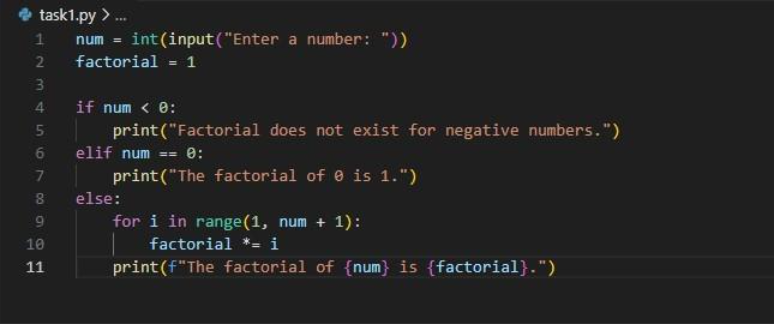 task1.py > ...
1 num = int(input("Enter a number: "))
2 factorial = 1
3
4 if num < 0:
5     print("Factorial does not exist for negative numbers.")
6 elif num == 0:
7     print("The factorial of 0 is 1.")
8 else:
9     for i in range(1, num + 1):
10         factorial *= i
11     print(f"The factorial of {num} is {factorial}.")